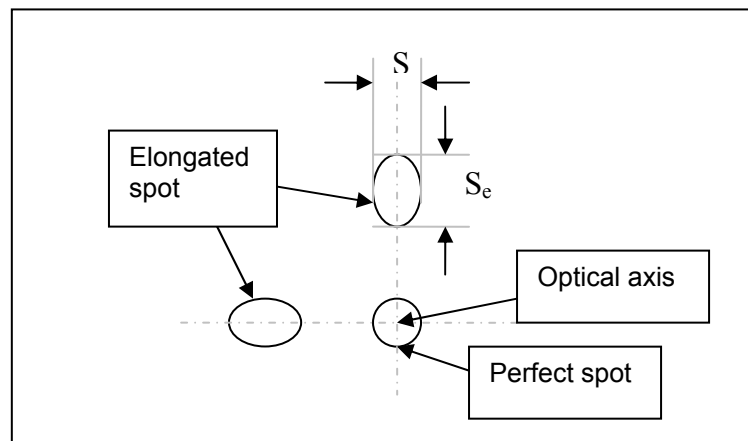 S
Elongated
spot
Sₑ
Optical axis
Perfect spot